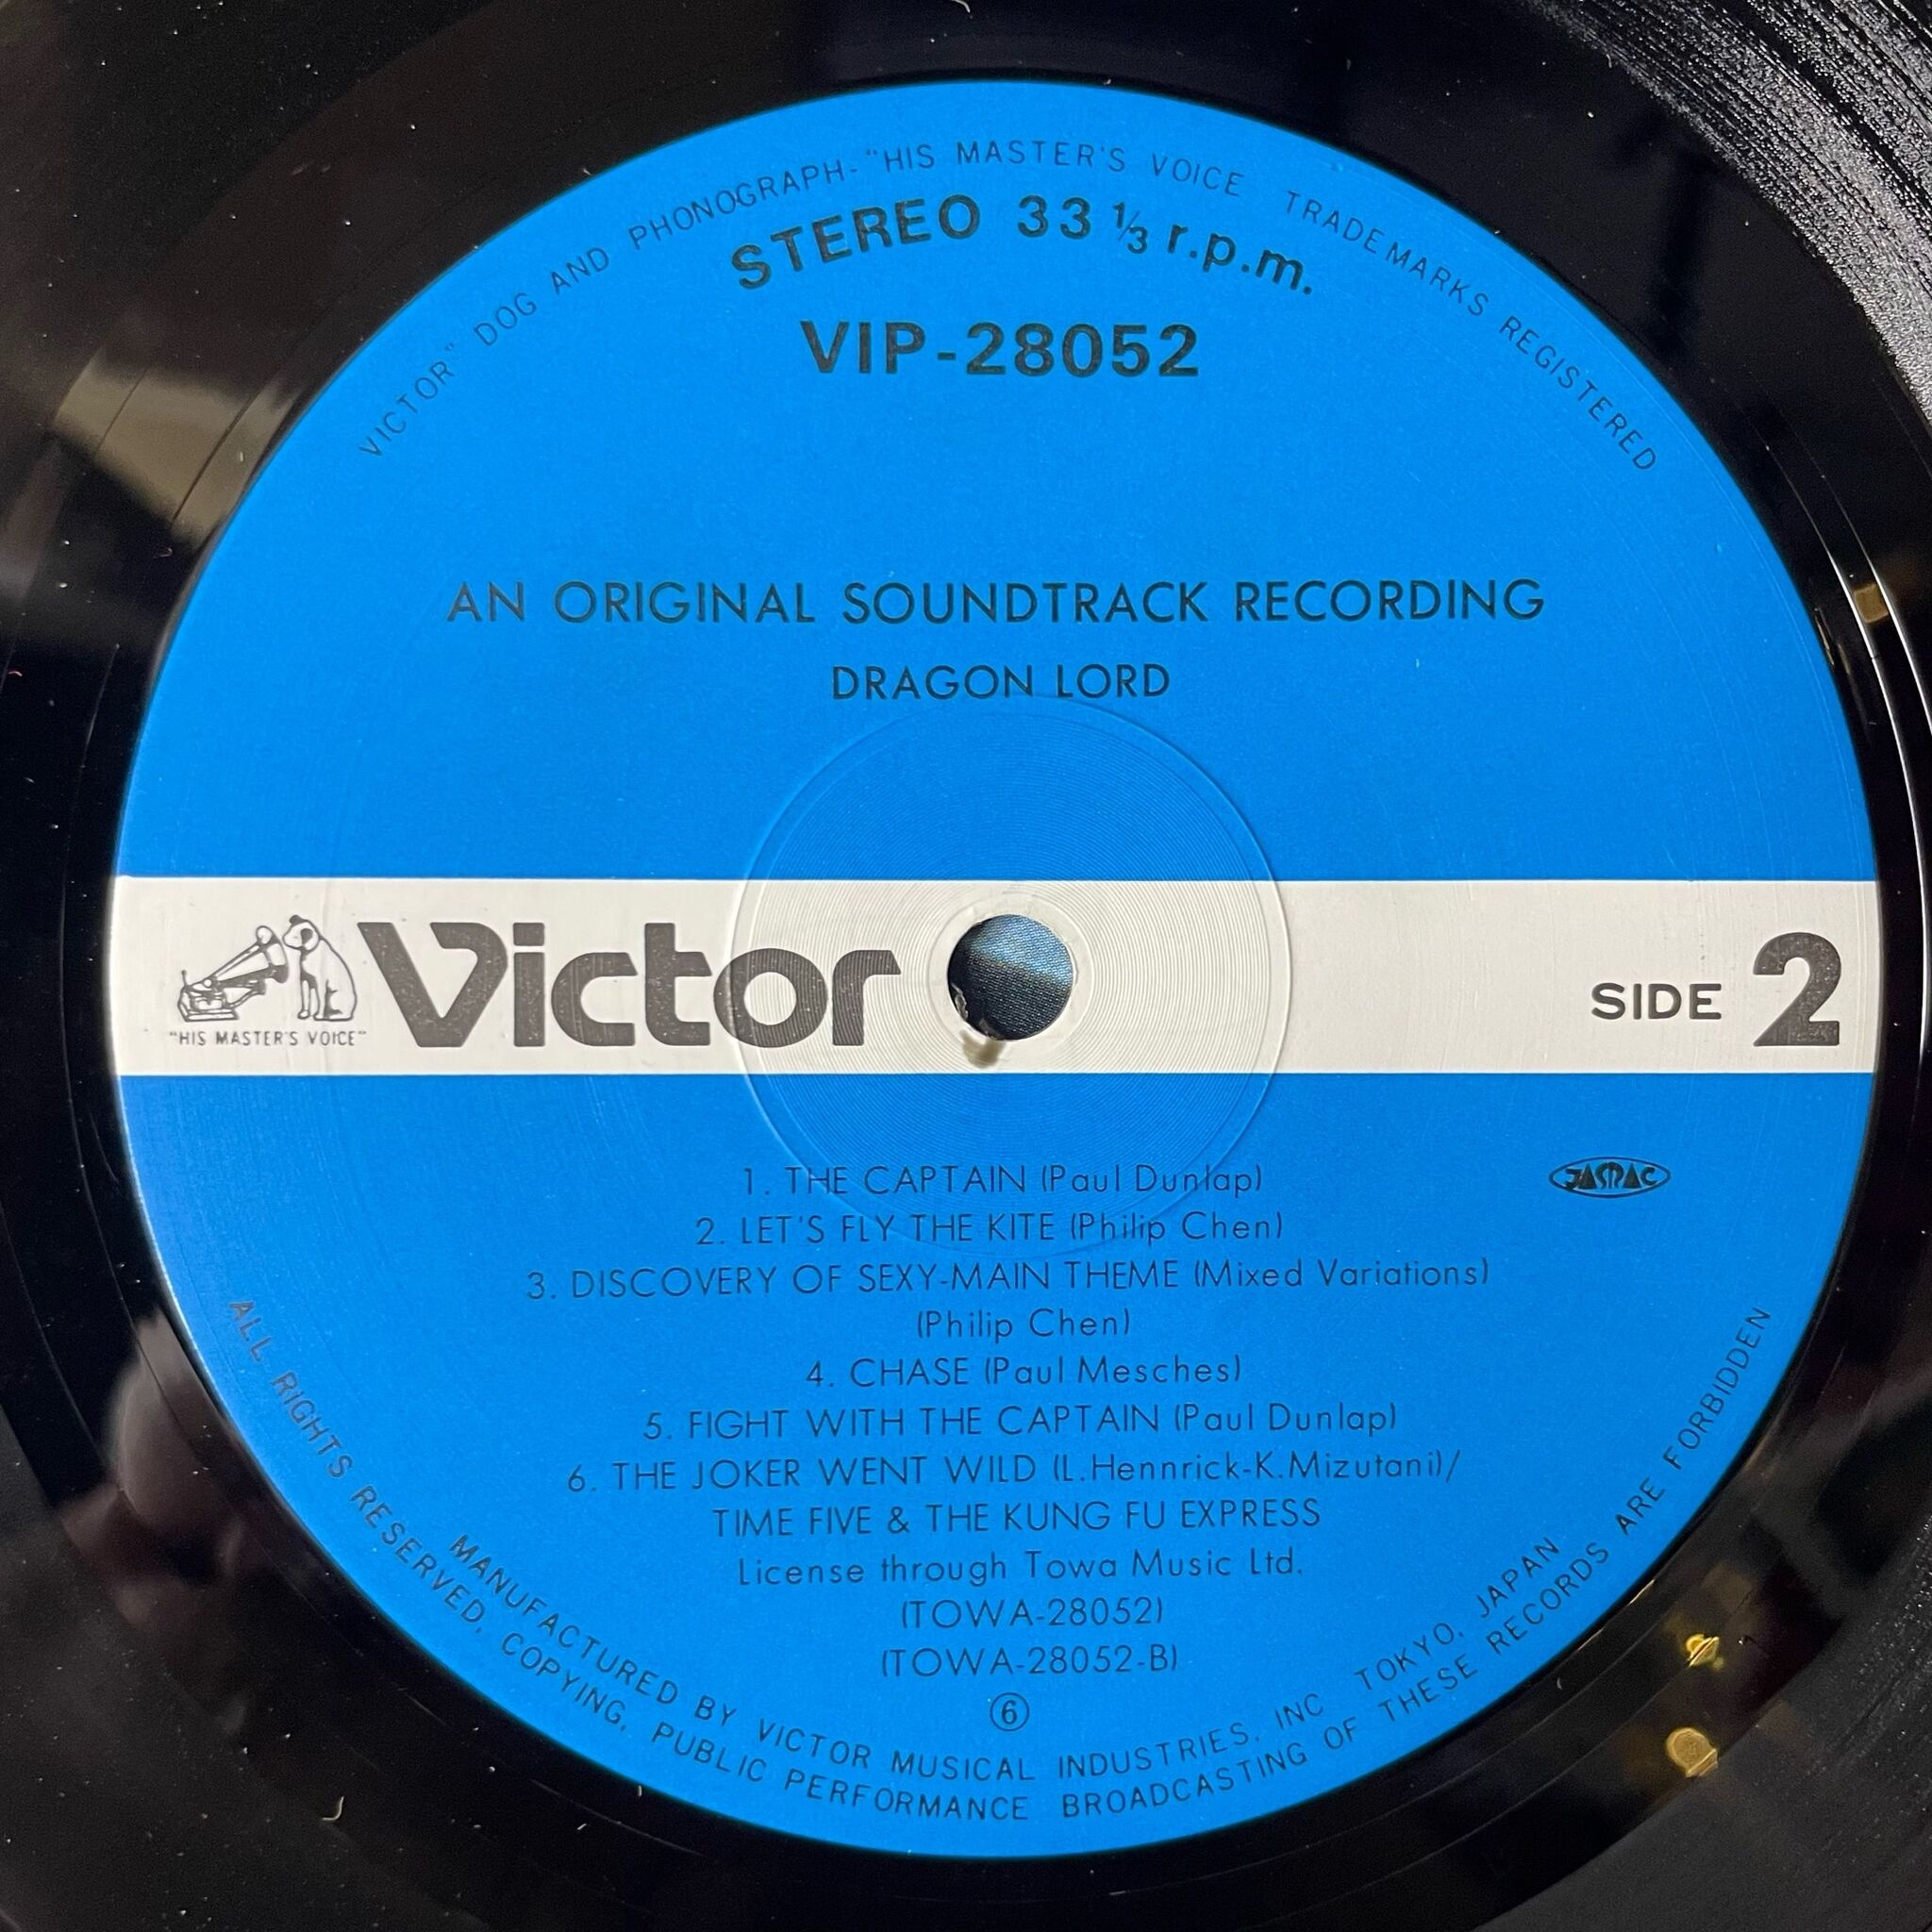 VICTOR" DOG AND PHONOGRAPH-"HIS MASTER'S VOICE TRADEMARKS REGISTERED
STEREO 33 1/3 r.p.m.
VIP-28052
AN ORIGINAL SOUNDTRACK RECORDING
DRAGON LORD
"HIS MASTER'S VOICE"
Victor
SIDE 2
JASRAC
1. THE CAPTAIN (Paul Dunlap)
2. LET'S FLY THE KITE (Philip Chen)
3. DISCOVERY OF SEXY-MAIN THEME (Mixed Variations)
(Philip Chen)
4. CHASE (Paul Mesches)
5. FIGHT WITH THE CAPTAIN (Paul Dunlap)
6. THE JOKER WENT WILD (L.Hennrick-K.Mizutani)/
TIME FIVE & THE KUNG FU EXPRESS
License through Towa Music Ltd.
(TOWA-28052)
(TOWA-28052-B)
⑥
MANUFACTURED BY VICTOR MUSICAL INDUSTRIES, INC TOKYO, JAPAN
ALL RIGHTS RESERVED, COPYING, PUBLIC PERFORMANCE BROADCASTING OF THESE RECORDS ARE FORBIDDEN